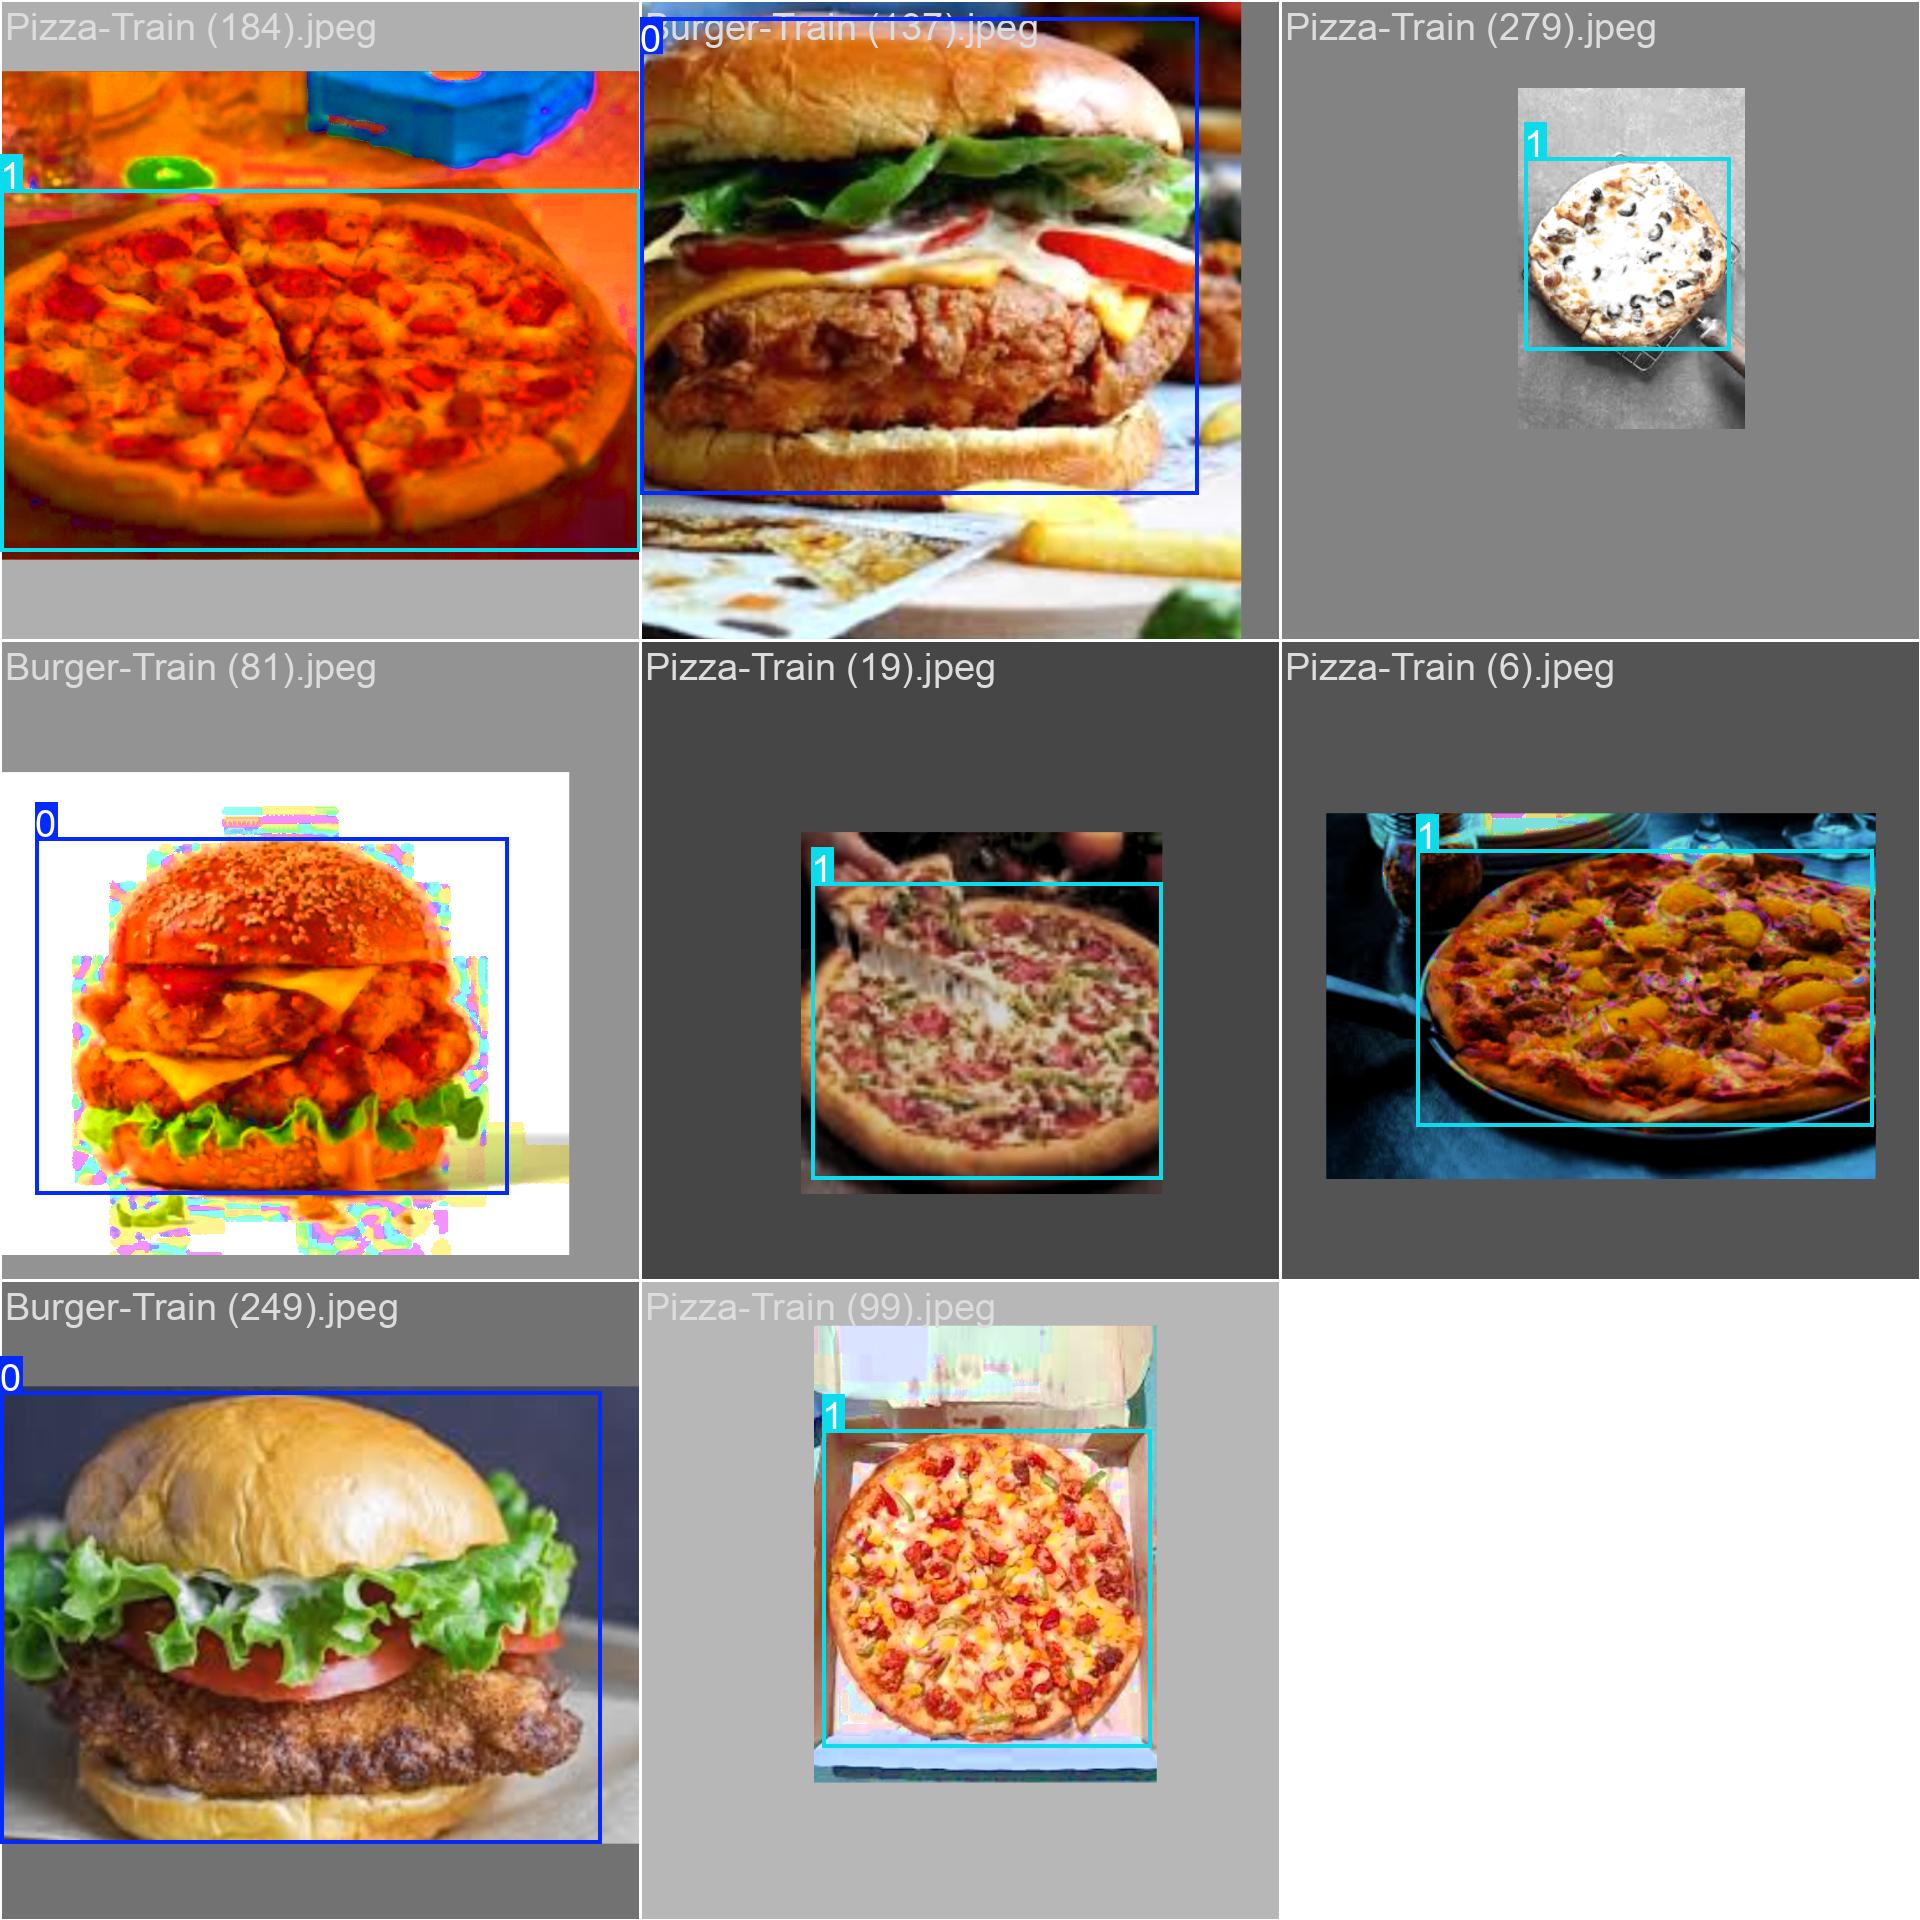 Pizza-Train (184).jpeg
Burger-Train (137).jpeg
Pizza-Train (279).jpeg
1
0
1
Burger-Train (81).jpeg
Pizza-Train (19).jpeg
Pizza-Train (6).jpeg
0
1
1
Burger-Train (249).jpeg
Pizza-Train (99).jpeg
0
1